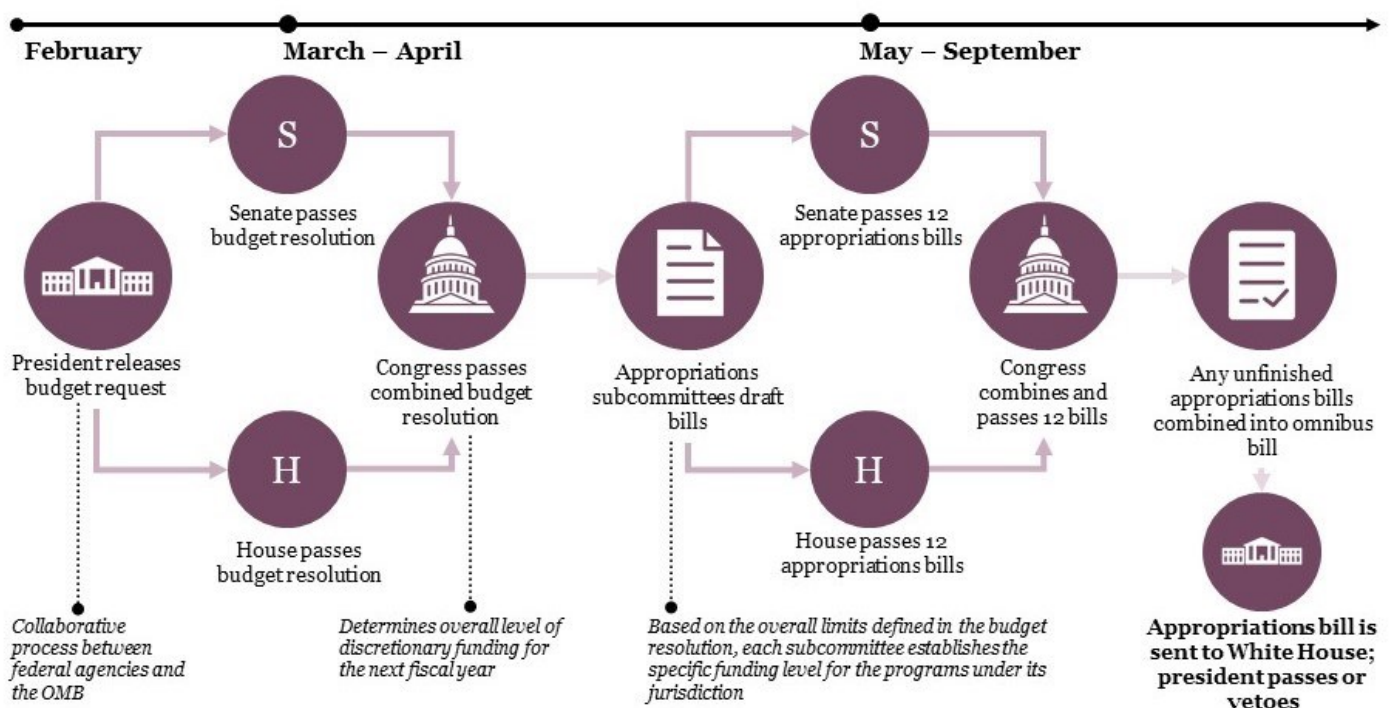 February
March – April
May – September
S
Senate passes
budget resolution
S
Senate passes 12
appropriations bills
President releases
budget request
Congress passes
combined budget
resolution
Appropriations
subcommittees draft
bills
Congress
combines and
passes 12 bills
Any unfinished
appropriations bills
combined into omnibus
bill
H
House passes
budget resolution
H
House passes 12
appropriations bills
Collaborative
process between
federal agencies and
the OMB
Determines overall level of
discretionary funding for
the next fiscal year
Based on the overall limits defined in the budget
resolution, each subcommittee establishes the
specific funding level for the programs under its
jurisdiction
Appropriations bill is
sent to White House;
president passes or
vetoes